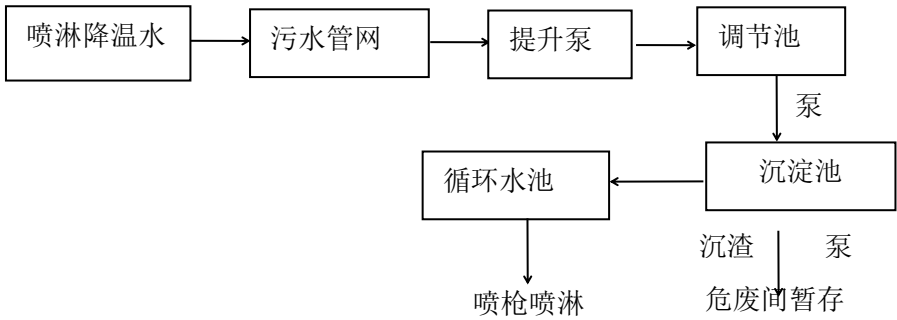 喷淋降温水
污水管网
提升泵
调节池
泵
循环水池
沉淀池
沉渣
泵
喷枪喷淋
危废间暂存